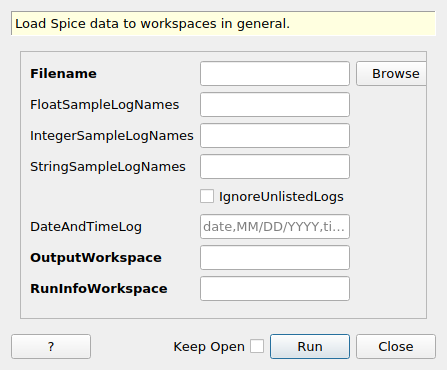 Load Spice data to workspaces in general.
Filename
Browse
FloatSampleLogNames
IntegerSampleLogNames
StringSampleLogNames
IgnoreUnlistedLogs
DateAndTimeLog date,MM/DD/YYYY,ti...
OutputWorkspace
RunInfoWorkspace
? Keep Open Run Close